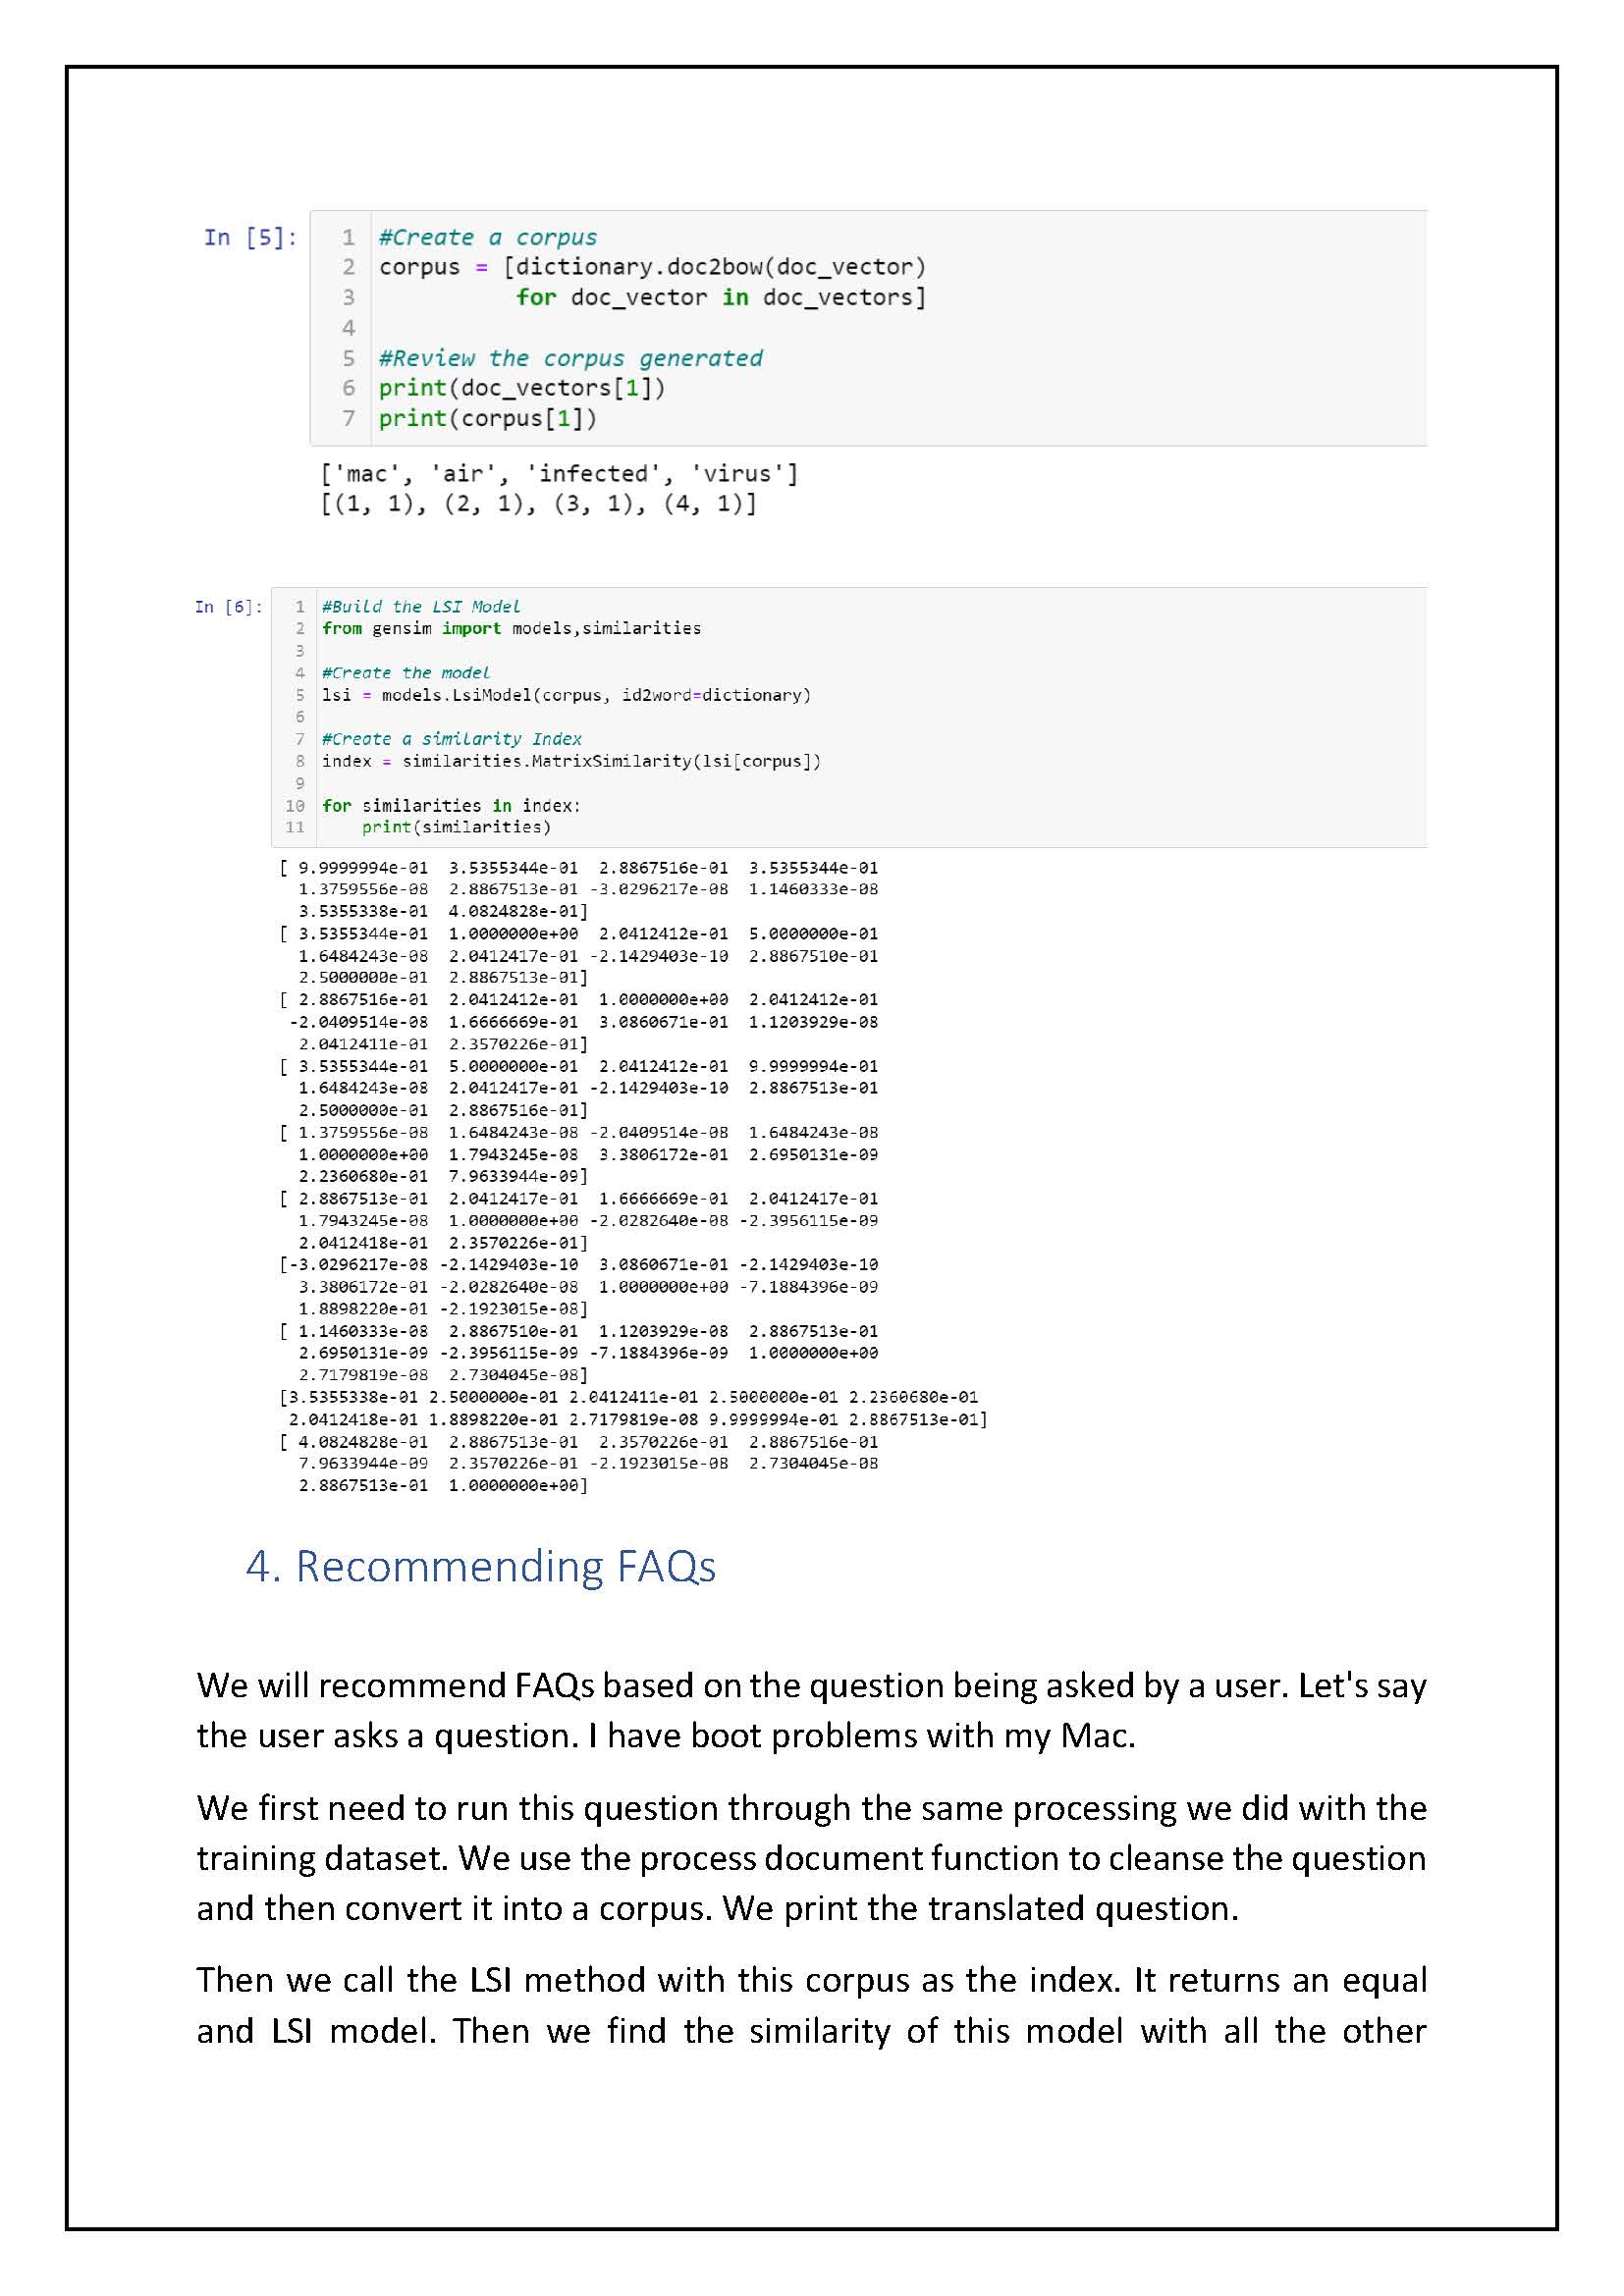 In [5]:
1 #Create a corpus
2 corpus = [dictionary.doc2bow(doc_vector)
3           for doc_vector in doc_vectors]
4
5 #Review the corpus generated
6 print(doc_vectors[1])
7 print(corpus[1])
['mac', 'air', 'infected', 'virus']
[(1, 1), (2, 1), (3, 1), (4, 1)]
In [6]:
1 #Build the LSI Model
2 from gensim import models,similarities
3
4 #Create the model
5 lsi = models.LsiModel(corpus, id2word=dictionary)
6
7 #Create a similarity Index
8 index = similarities.MatrixSimilarity(lsi[corpus])
9
10 for similarities in index:
11     print(similarities)
[ 9.9999994e-01  3.5355344e-01  2.8867516e-01  3.5355344e-01
  1.3759556e-08  2.8867513e-01 -3.0296217e-08  1.1460333e-08
  3.5355338e-01  4.0824828e-01]
[ 3.5355344e-01  1.0000000e+00  2.0412412e-01  5.0000000e-01
  1.6484243e-08  2.0412417e-01 -2.1429403e-10  2.8867510e-01
  2.5000000e-01  2.8867513e-01]
[ 2.8867516e-01  2.0412412e-01  1.0000000e+00  2.0412412e-01
 -2.0409514e-08  1.6666669e-01  3.0860671e-01  1.1203929e-08
  2.0412411e-01  2.3570226e-01]
[ 3.5355344e-01  5.0000000e-01  2.0412412e-01  9.9999994e-01
  1.6484243e-08  2.0412417e-01 -2.1429403e-10  2.8867513e-01
  2.5000000e-01  2.8867516e-01]
[ 1.3759556e-08  1.6484243e-08 -2.0409514e-08  1.6484243e-08
  1.0000000e+00  1.7943245e-08  3.3806172e-01  2.6950131e-09
  2.2360680e-01  7.9633944e-09]
[ 2.8867513e-01  2.0412417e-01  1.6666669e-01  2.0412417e-01
  1.7943245e-08  1.0000000e+00 -2.0282640e-08 -2.3956115e-09
  2.0412418e-01  2.3570226e-01]
[-3.0296217e-08 -2.1429403e-10  3.0860671e-01 -2.1429403e-10
  3.3806172e-01 -2.0282640e-08  1.0000000e+00 -7.1884396e-09
  1.8898220e-01 -2.1923015e-08]
[ 1.1460333e-08  2.8867510e-01  1.1203929e-08  2.8867513e-01
  2.6950131e-09 -2.3956115e-09 -7.1884396e-09  1.0000000e+00
  2.7179819e-08  2.7304045e-08]
[3.5355338e-01 2.5000000e-01 2.0412411e-01 2.5000000e-01 2.2360680e-01
 2.0412418e-01 1.8898220e-01 2.7179819e-08 9.9999994e-01 2.8867513e-01]
[ 4.0824828e-01  2.8867513e-01  2.3570226e-01  2.8867516e-01
  7.9633944e-09  2.3570226e-01 -2.1923015e-08  2.7304045e-08
  2.8867513e-01  1.0000000e+00]
4. Recommending FAQs
We will recommend FAQs based on the question being asked by a user. Let's say
the user asks a question. I have boot problems with my Mac.
We first need to run this question through the same processing we did with the
training dataset. We use the process document function to cleanse the question
and then convert it into a corpus. We print the translated question.
Then we call the LSI method with this corpus as the index. It returns an equal
and LSI model. Then we find the similarity of this model with all the other